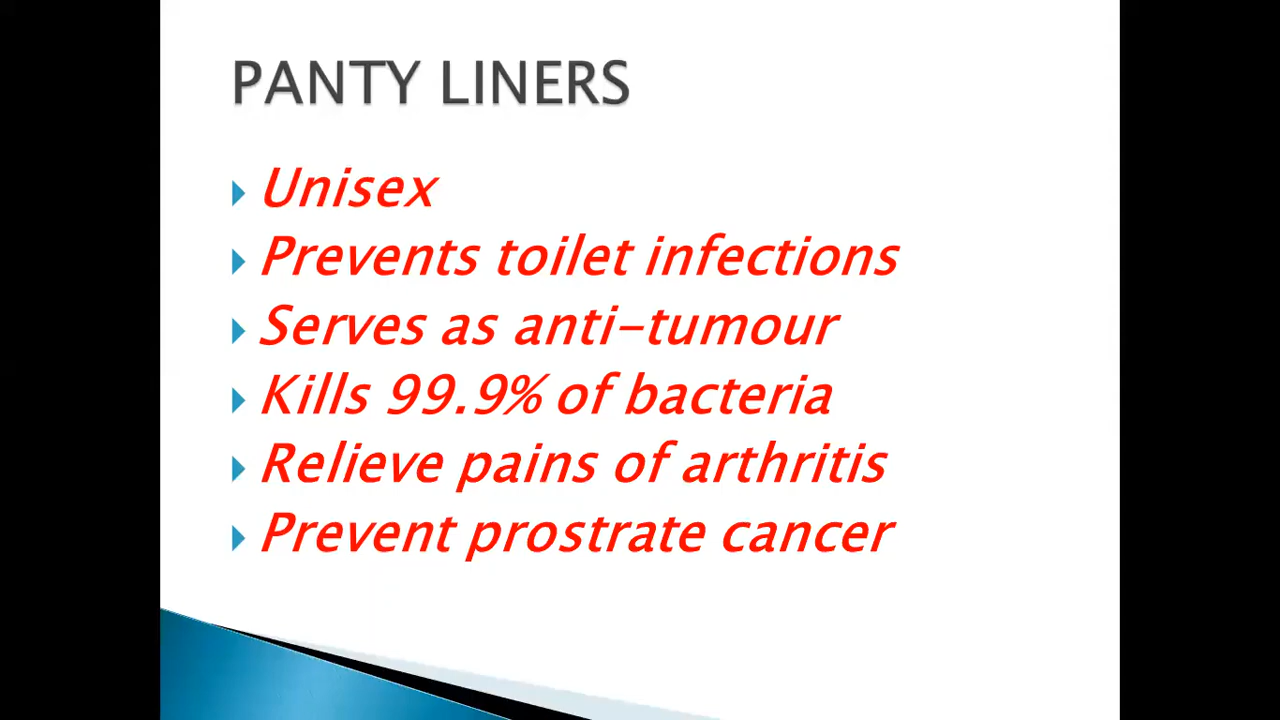 PANTY LINERS
Unisex
Prevents toilet infections
Serves as anti-tumour
Kills 99.9% of bacteria
Relieve pains of arthritis
Prevent prostrate cancer